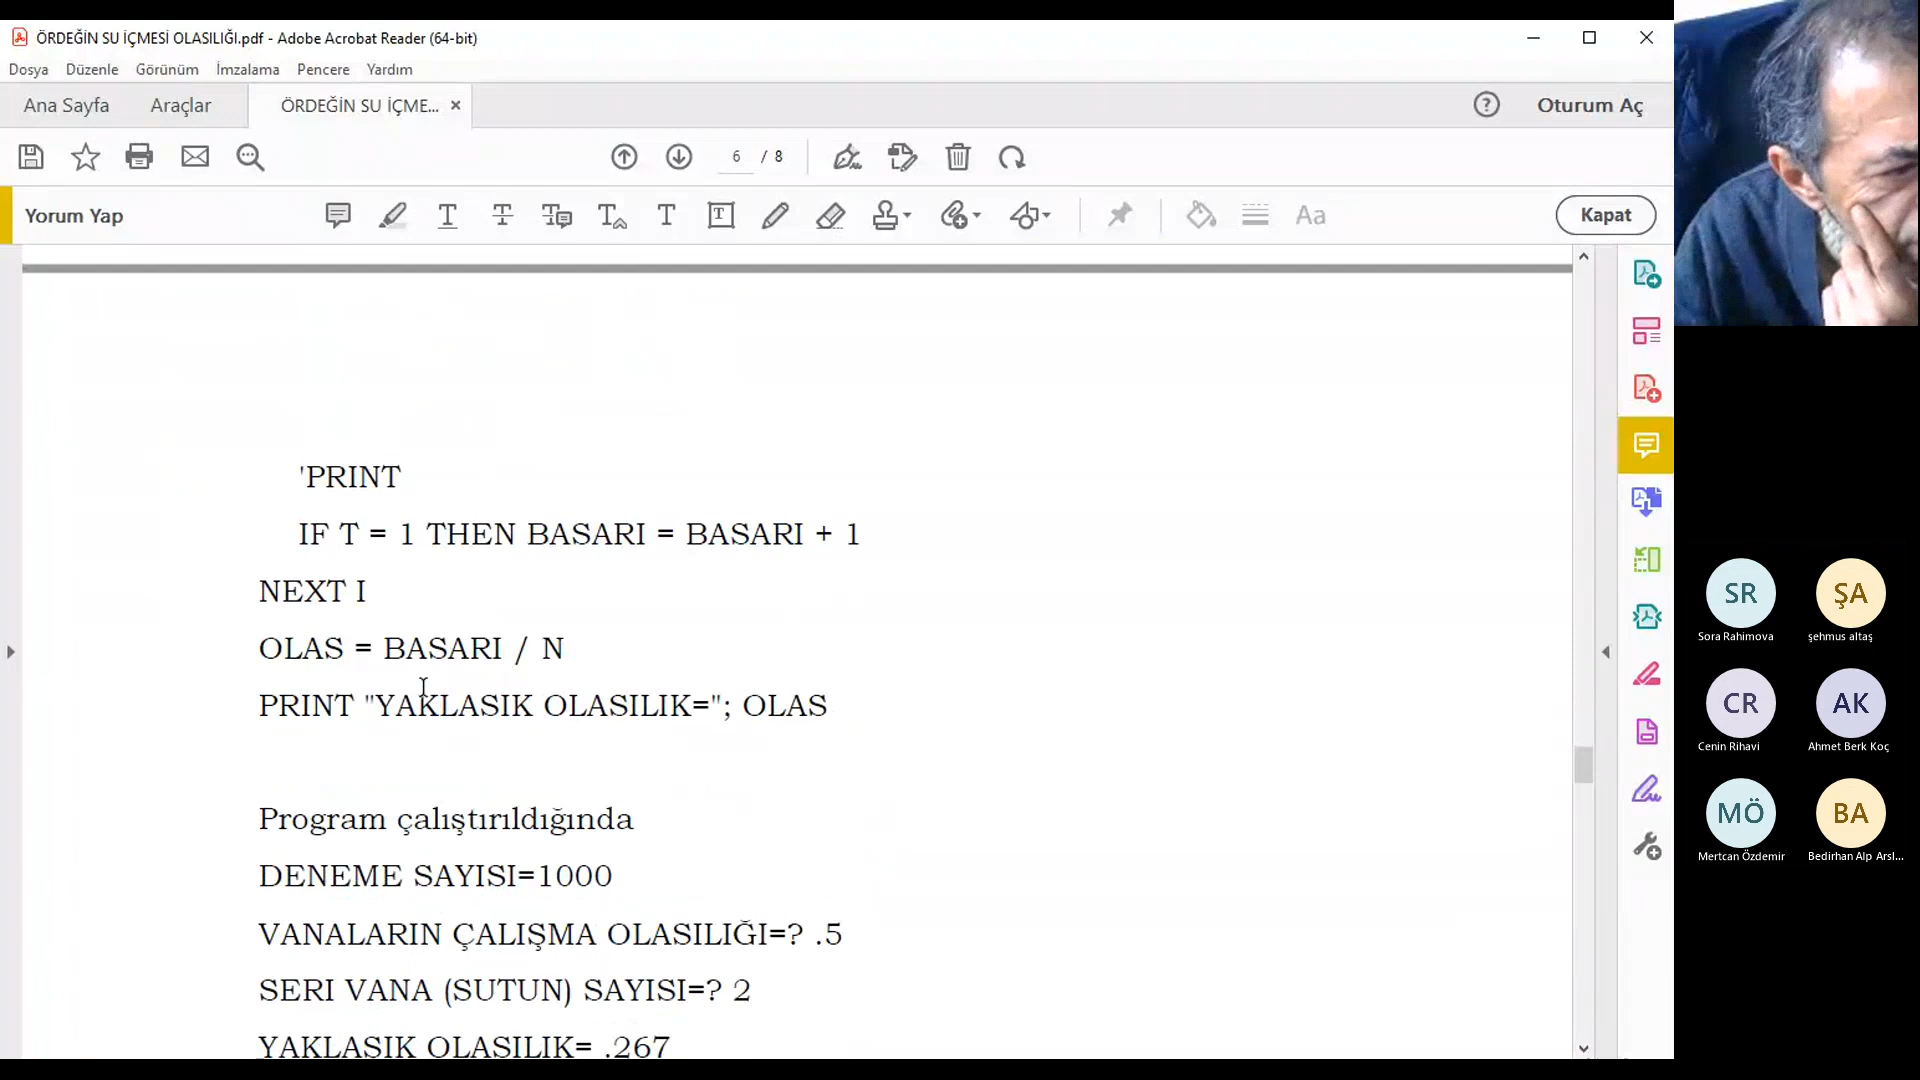 ÖRDEĞİN SU İÇMESİ OLASILIĞI.pdf - Adobe Acrobat Reader (64-bit)
Dosya Düzenle Görünüm İmzalama Pencere Yardım
Ana Sayfa Araçlar ÖRDEĞİN SU İÇME... × Oturum Aç
6 / 8
Yorum Yap Kapat
'PRINT
IF T = 1 THEN BASARI = BASARI + 1
NEXT I
OLAS = BASARI / N
PRINT "YAKLASIK OLASILIK="; OLAS
Program çalıştırıldığında
DENEME SAYISI=1000
VANALARIN ÇALIŞMA OLASILIĞI=? .5
SERI VANA (SUTUN) SAYISI=? 2
YAKLASIK OLASILIK= .267
SR ŞA
Sora Rahimova şehmus altaş
CR AK
Cenin Rihavi Ahmet Berk Koç
MÖ BA
Mertcan Özdemir Bedirhan Alp Arsl...